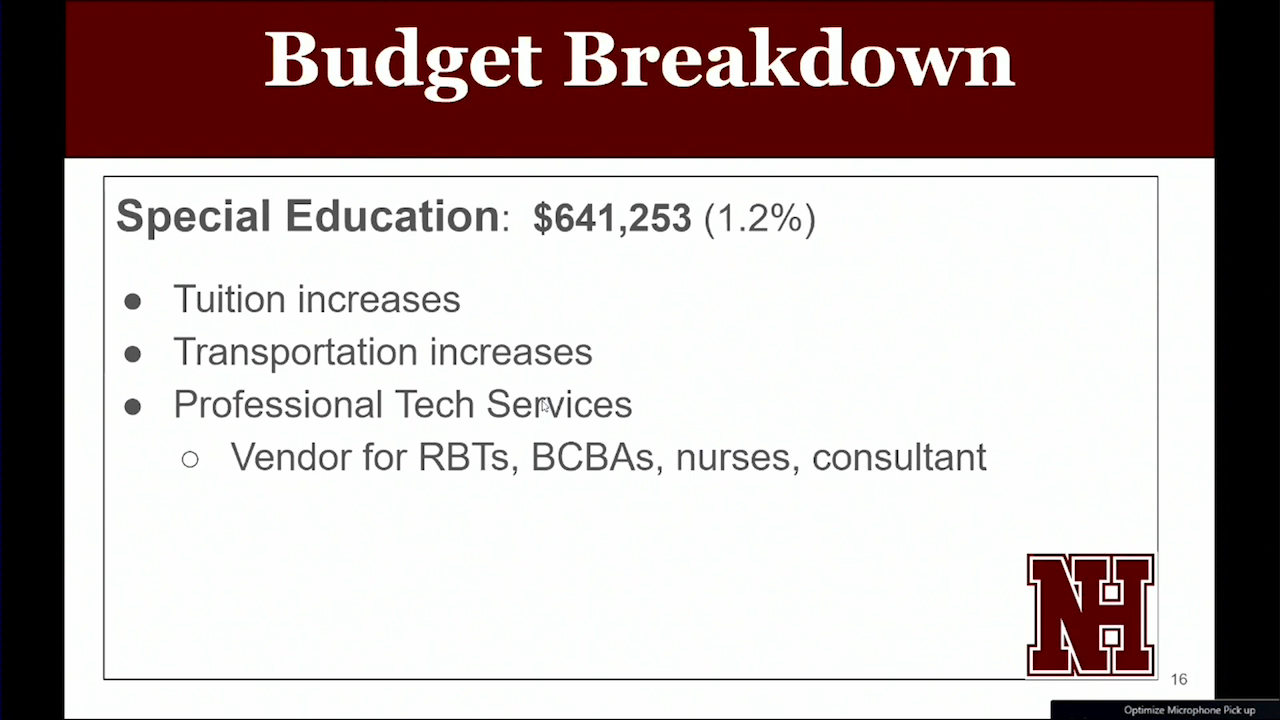 Budget Breakdown
Special Education: $641,253 (1.2%)
● Tuition increases
● Transportation increases
● Professional Tech Services
○ Vendor for RBTs, BCBAs, nurses, consultant
NH
16
Optimize Microphone Pick up